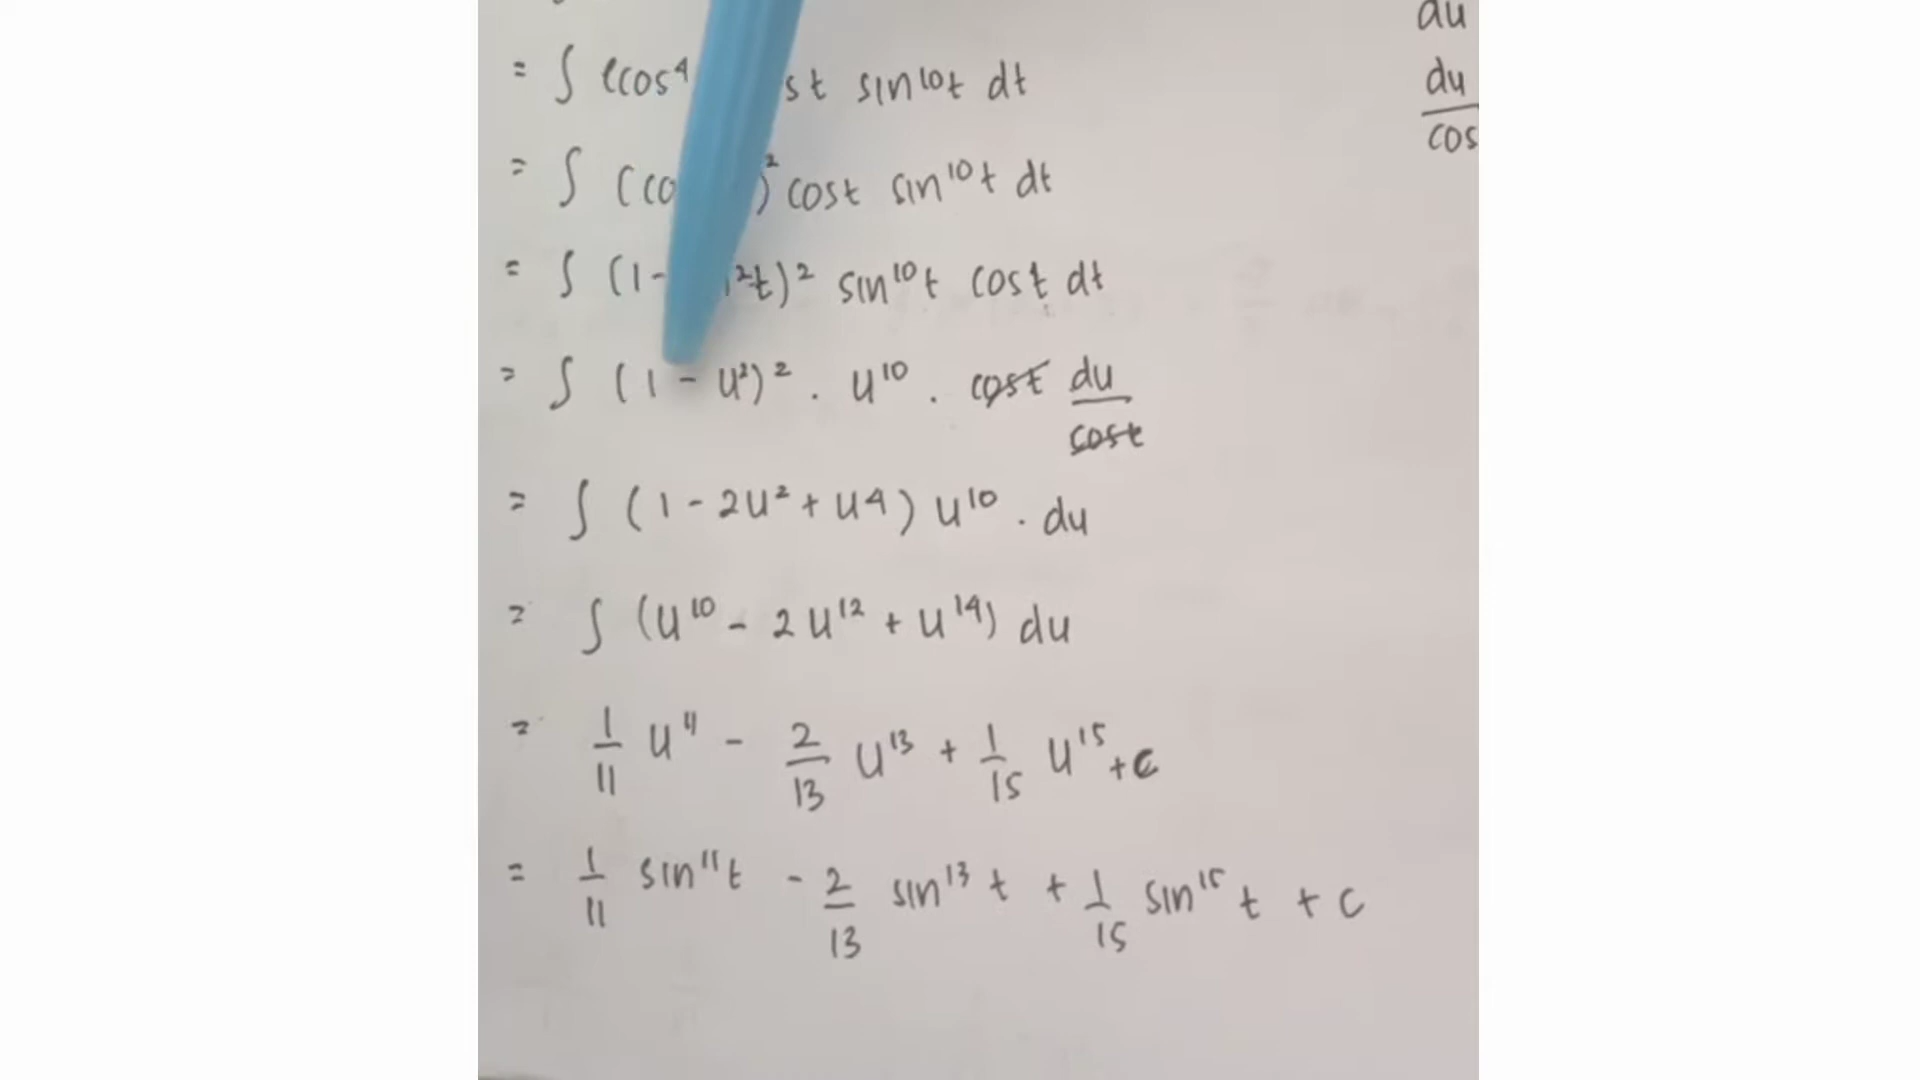 du
= ∫ (cos⁴ st sin¹⁰t dt
du
= ∫ (co )² cost sin¹⁰t dt
cos
= ∫ (1- ²t)² sin¹⁰t cost dt
= ∫ (1 - u²)² . u¹⁰ . cost du
cost
= ∫ (1 - 2u² + u4) u¹⁰ . du
= ∫ (u¹⁰ - 2u¹² + u¹⁴) du
= 1/11 u¹¹ - 2/13 u¹³ + 1/15 u¹⁵ + c
= 1/11 sin¹¹t - 2/13 sin¹³ t + 1/15 sin¹⁵ t + c